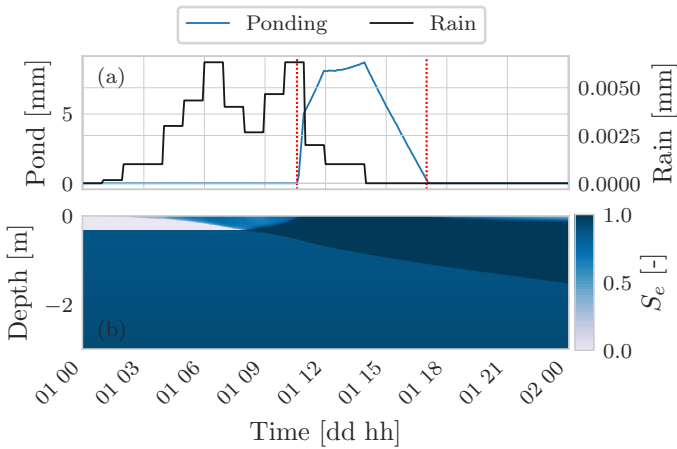 Ponding Rain
(a)
Pond [mm]
5
0
Rain [mm]
0.0050
0.0025
0.0000
(b)
Depth [m]
0
−2
S_e [-]
1.0
0.5
0.0
01 00
01 03
01 06
01 09
01 12
01 15
01 18
01 21
02 00
Time [dd hh]